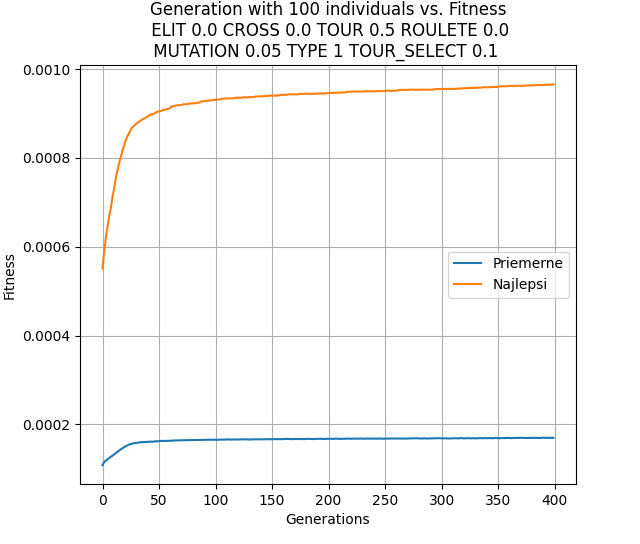 Generation with 100 individuals vs. Fitness
ELIT 0.0 CROSS 0.0 TOUR 0.5 ROULETE 0.0
MUTATION 0.05 TYPE 1 TOUR_SELECT 0.1
0.0010
0.0008
0.0006
0.0004
0.0002
Fitness
Priemerne
Najlepsi
0 50 100 150 200 250 300 350 400
Generations